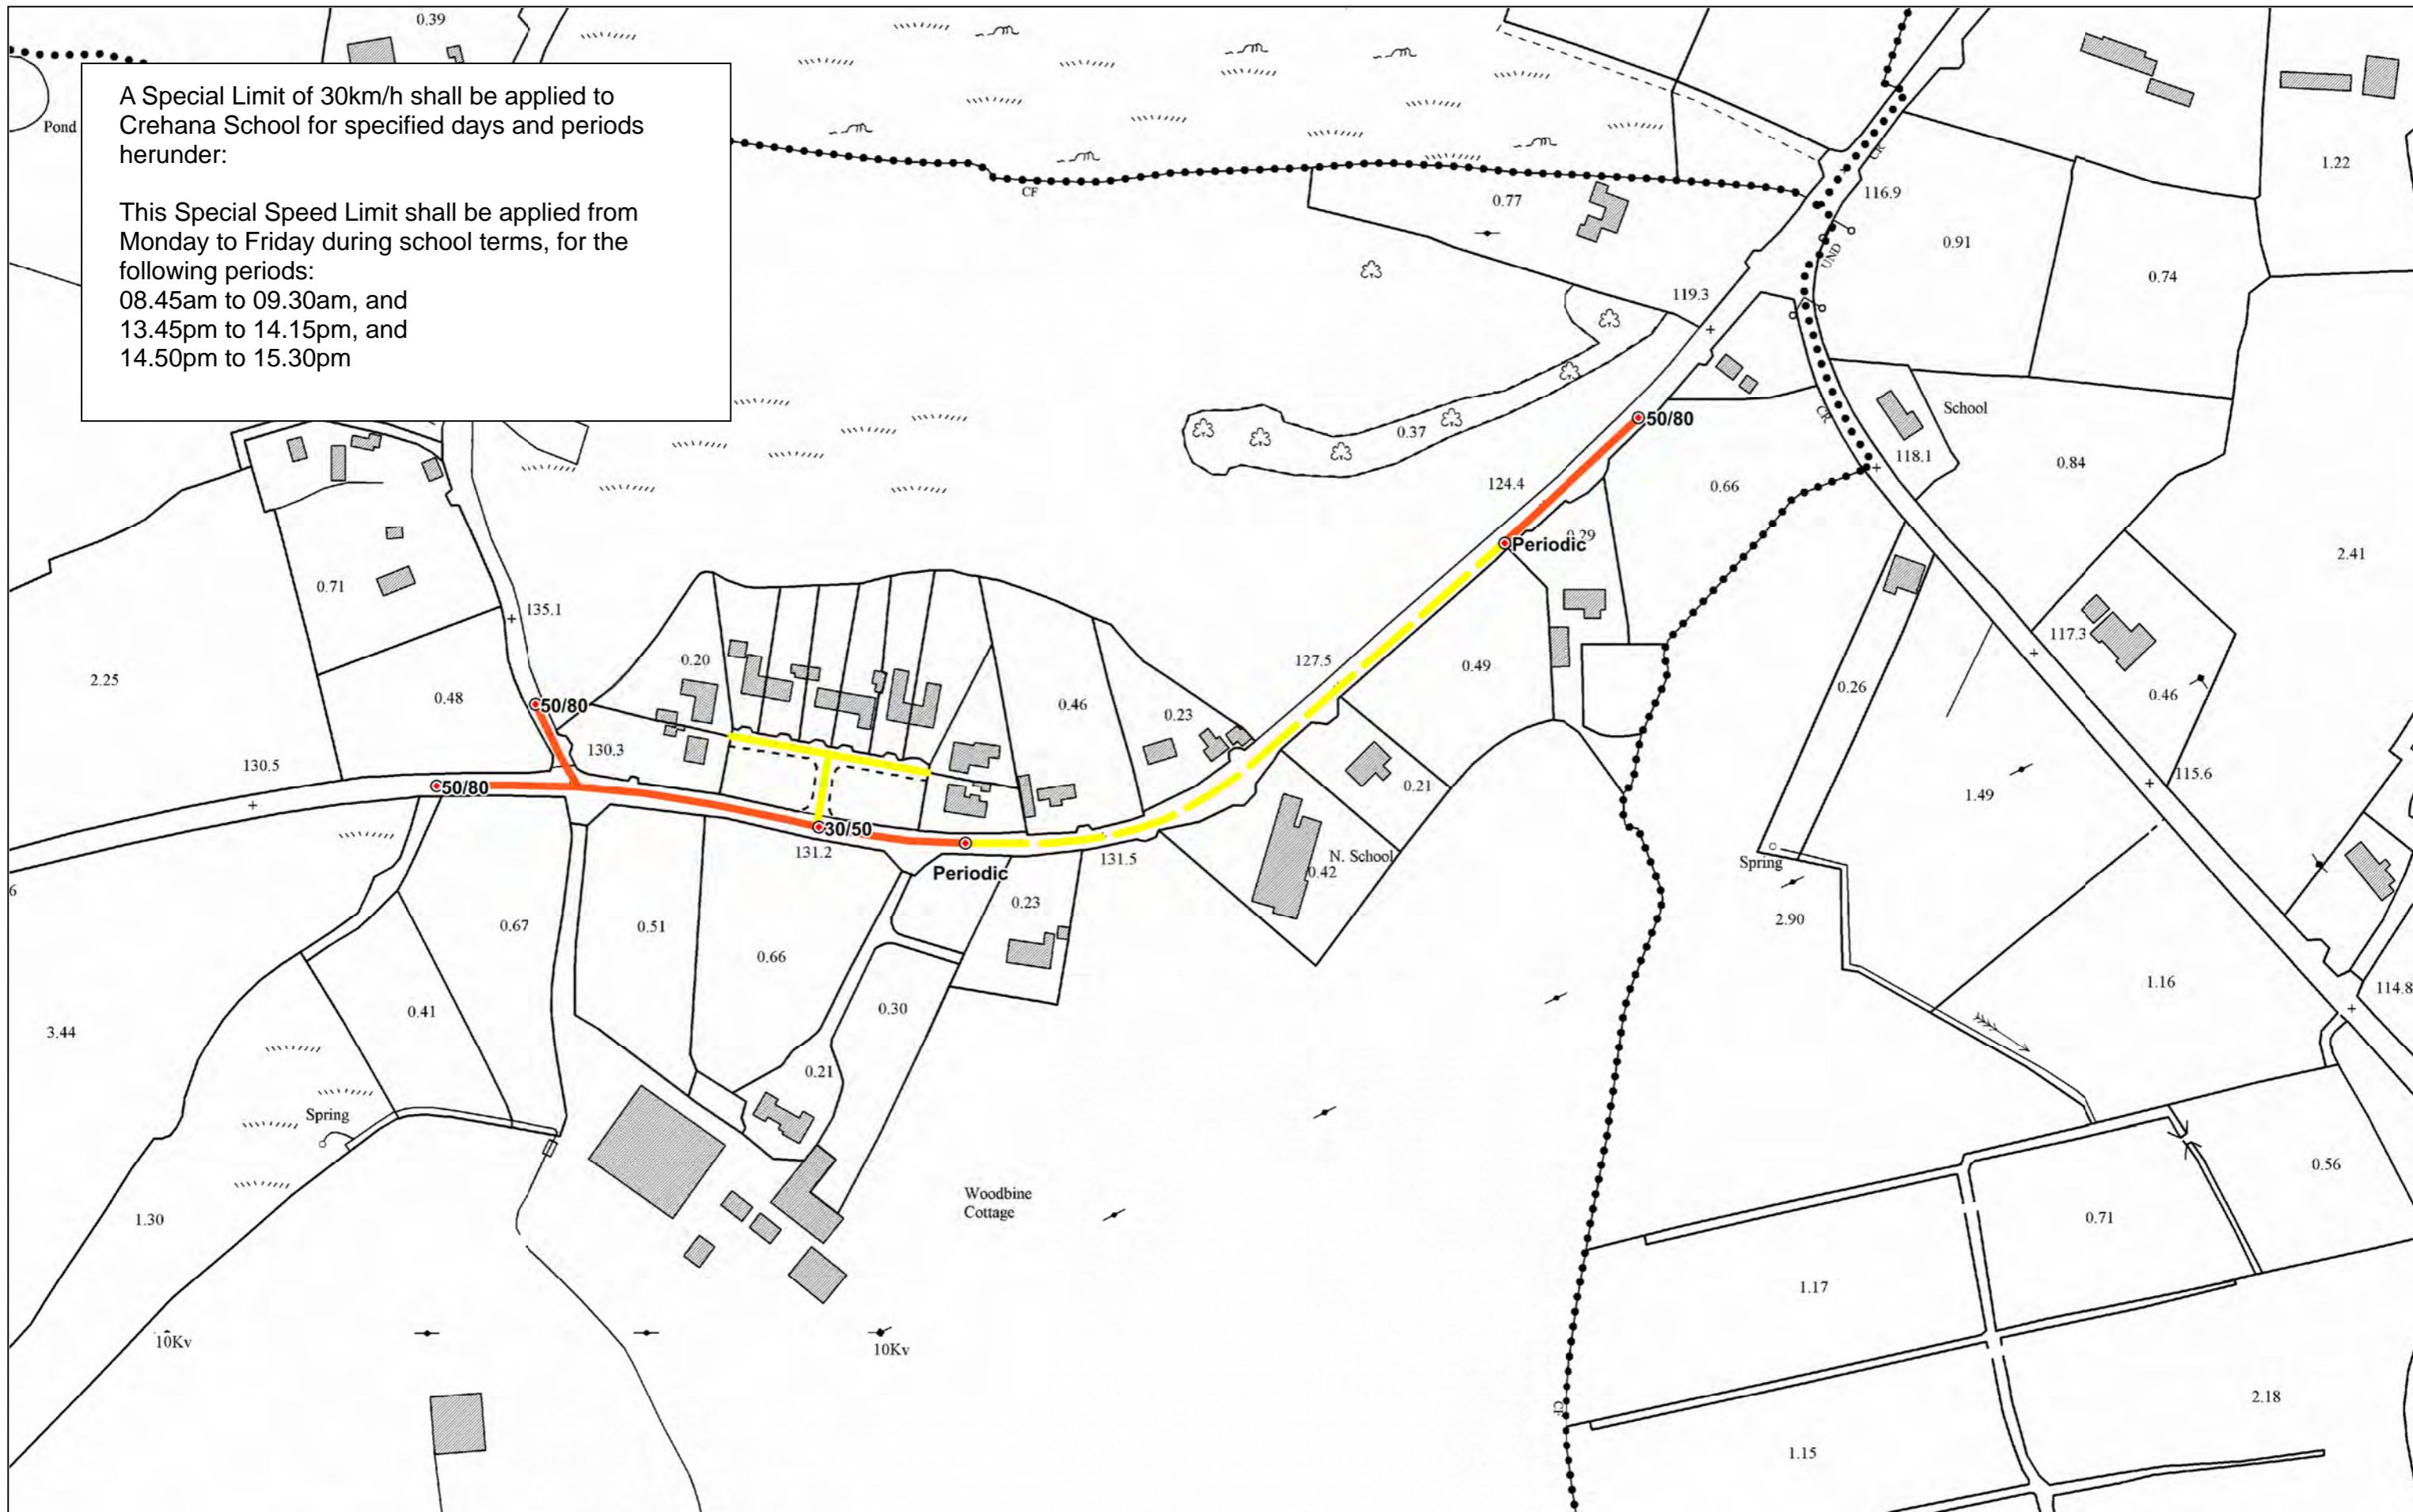 0.39
Pond
A Special Limit of 30km/h shall be applied to
Crehana School for specified days and periods
herunder:
This Special Speed Limit shall be applied from
Monday to Friday during school terms, for the
following periods:
08.45am to 09.30am, and
13.45pm to 14.15pm, and
14.50pm to 15.30pm
CF
0.77
CR
116.9
UND
0.91
1.22
0.74
119.3
50/80
0.37
CR
School
118.1
0.84
124.4
0.66
Periodic
0.29
2.41
0.71
135.1
127.5
0.49
117.3
0.26
0.46
2.25
0.48
50/80
0.20
0.46
0.23
130.3
130.5
50/80
0.21
1.49
115.6
30/50
131.2
131.5
N. School
0.42
Periodic
Spring
6
0.67
0.51
0.66
0.23
2.90
0.41
0.30
1.16
114.8
3.44
0.21
Spring
0.56
1.30
Woodbine
Cottage
0.71
1.17
10Kv
10Kv
CF
2.18
1.15